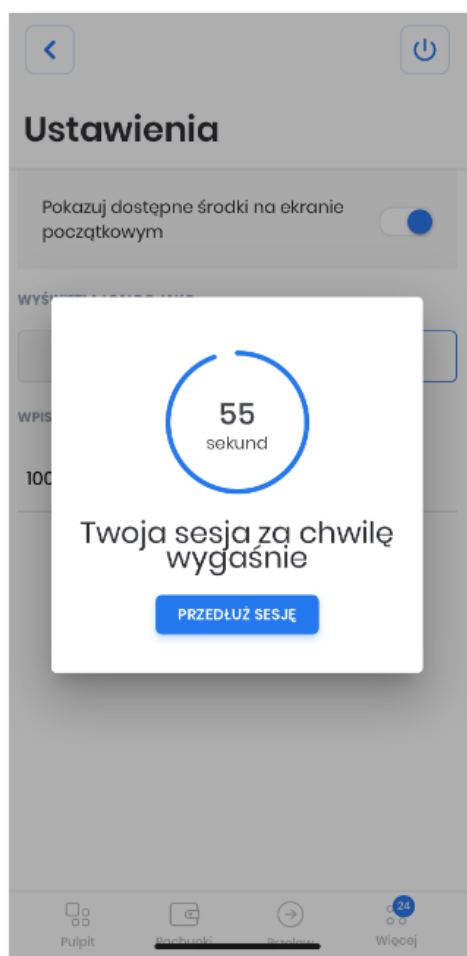 Ustawienia
Pokazuj dostępne środki na ekranie
początkowym
55
sekund
Twoja sesja za chwilę
wygaśnie
PRZEDŁUŻ SESJĘ
24
Pulpit
Rachunki
Przelew
Więcej